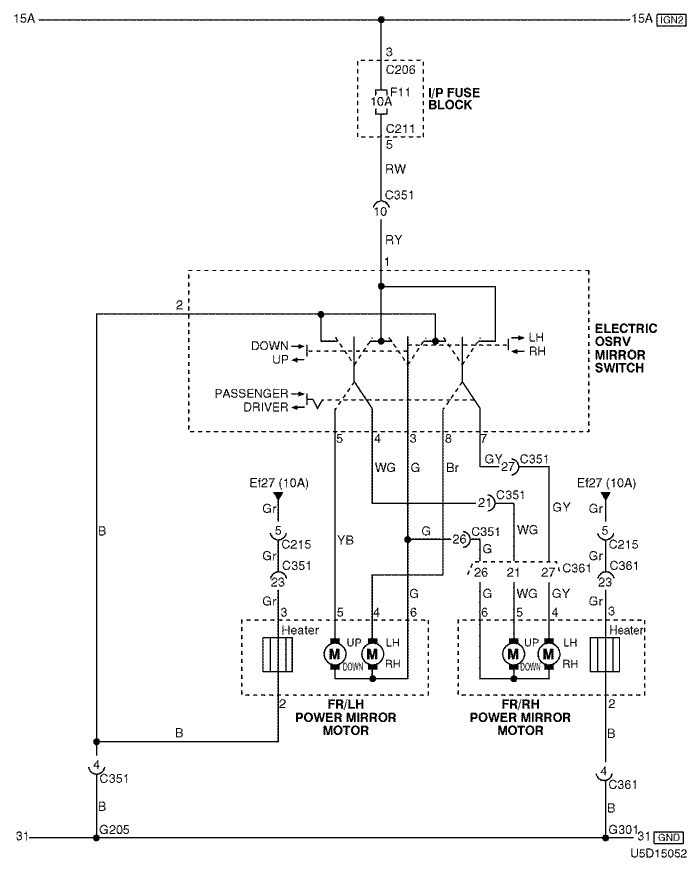 15A
15A IGN2
3
C206
F11
10A
I/P FUSE
BLOCK
C211
5
RW
C351
10
RY
1
2
ELECTRIC
OSRV
MIRROR
SWITCH
DOWN
UP
LH
RH
PASSENGER
DRIVER
5 4 3 8 7
WG G Br
GY 27 C351
Ef27 (10A)
Ef27 (10A)
Gr
21 C351
GY
Gr
5
C215
B
YB
G 26 C351
WG
5
C215
Gr
C351
G
Gr
C361
23
26 21 27 C361
23
Gr
G
G WG GY
Gr
3 5 4 6
6 5 4 3
Heater
UP LH
M M
DOWN RH
UP LH
M M
DOWN RH
Heater
2
FR/LH
POWER MIRROR
MOTOR
FR/RH
POWER MIRROR
MOTOR
2
B
B
4
C351
4
C361
B
B
31
G205
G301
31 GND
U5D15052